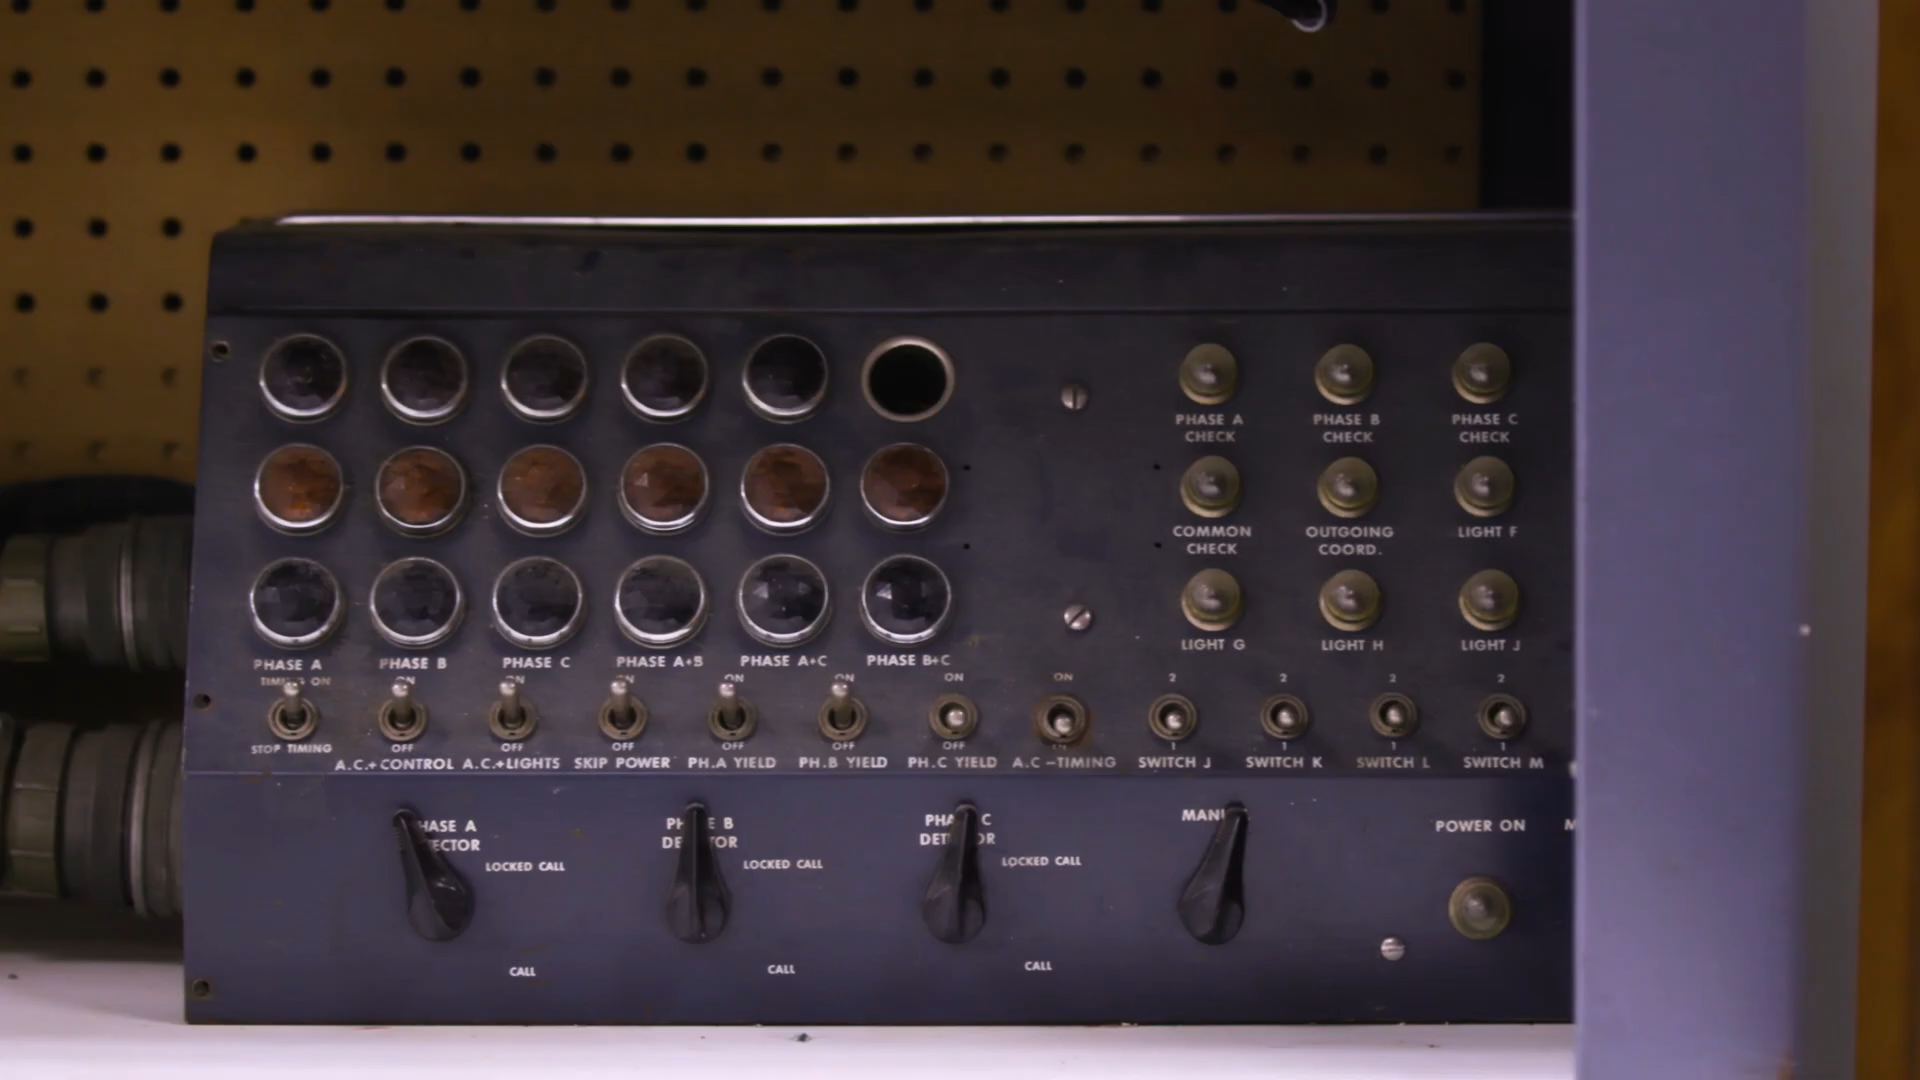 PHASE A CHECK
PHASE B CHECK
PHASE C CHECK
COMMON CHECK
OUTGOING COORD.
LIGHT F
LIGHT G
LIGHT H
LIGHT J
PHASE A
PHASE B
PHASE C
PHASE A+B
PHASE A+C
PHASE B+C
ON
ON
ON
ON
ON
ON
ON
ON
2
2
2
2
STOP TIMING
OFF
OFF
OFF
OFF
OFF
OFF
1
1
1
1
A.C.+CONTROL
A.C.+LIGHTS
SKIP POWER
PH.A YIELD
PH.B YIELD
PH.C YIELD
A.C-TIMING
SWITCH J
SWITCH K
SWITCH L
SWITCH M
A
B
C
POWER ON
LOCKED CALL
LOCKED CALL
LOCKED CALL
CALL
CALL
CALL